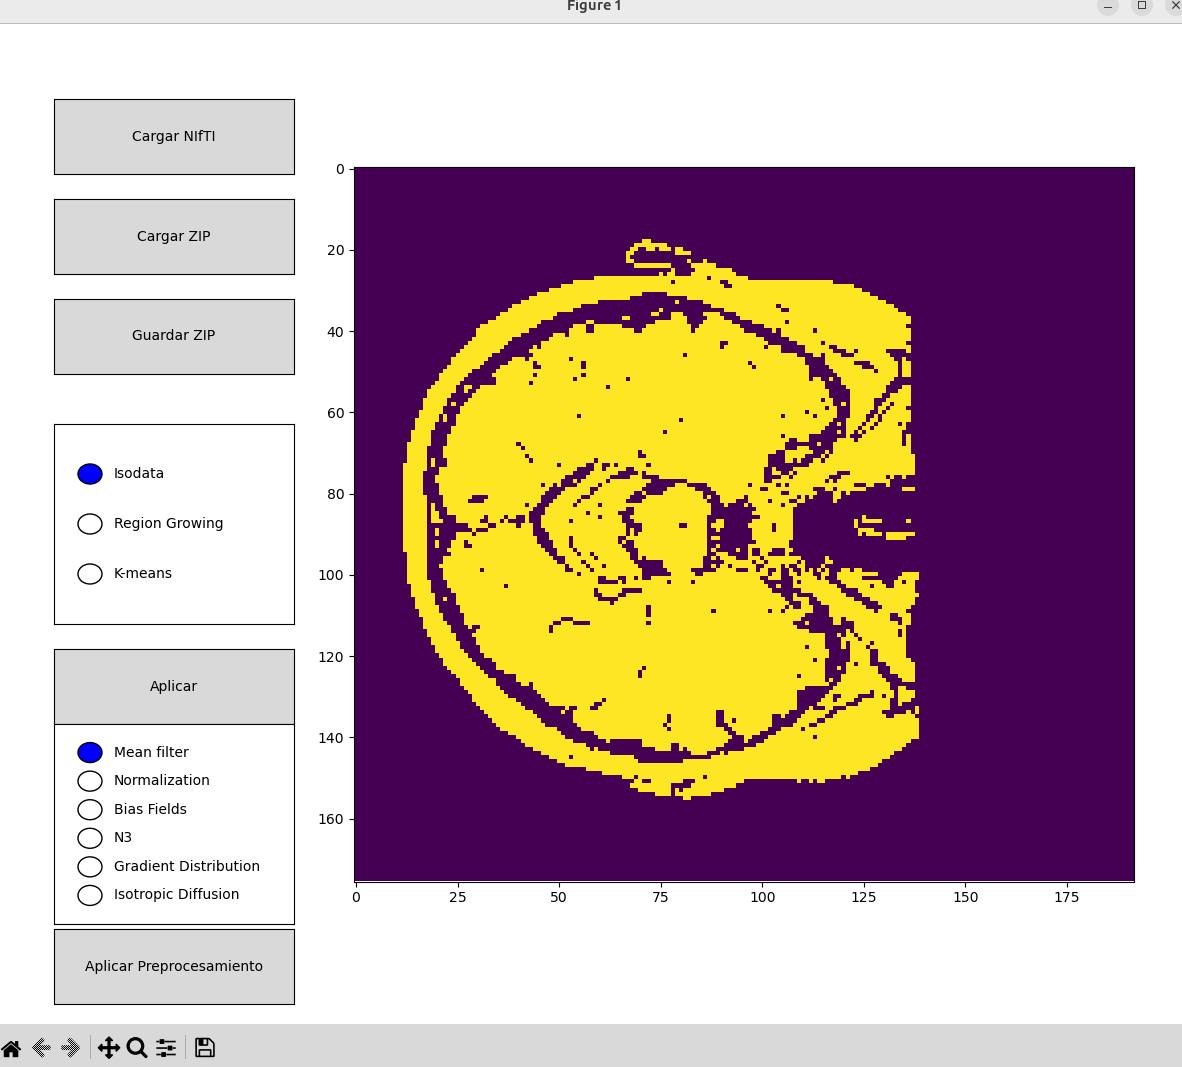 Figure 1
Cargar NIfTI
Cargar ZIP
Guardar ZIP
Isodata
Region Growing
K-means
Aplicar
Mean filter
Normalization
Bias Fields
N3
Gradient Distribution
Isotropic Diffusion
Aplicar Preprocesamiento
0
20
40
60
80
100
120
140
160
0 25 50 75 100 125 150 175